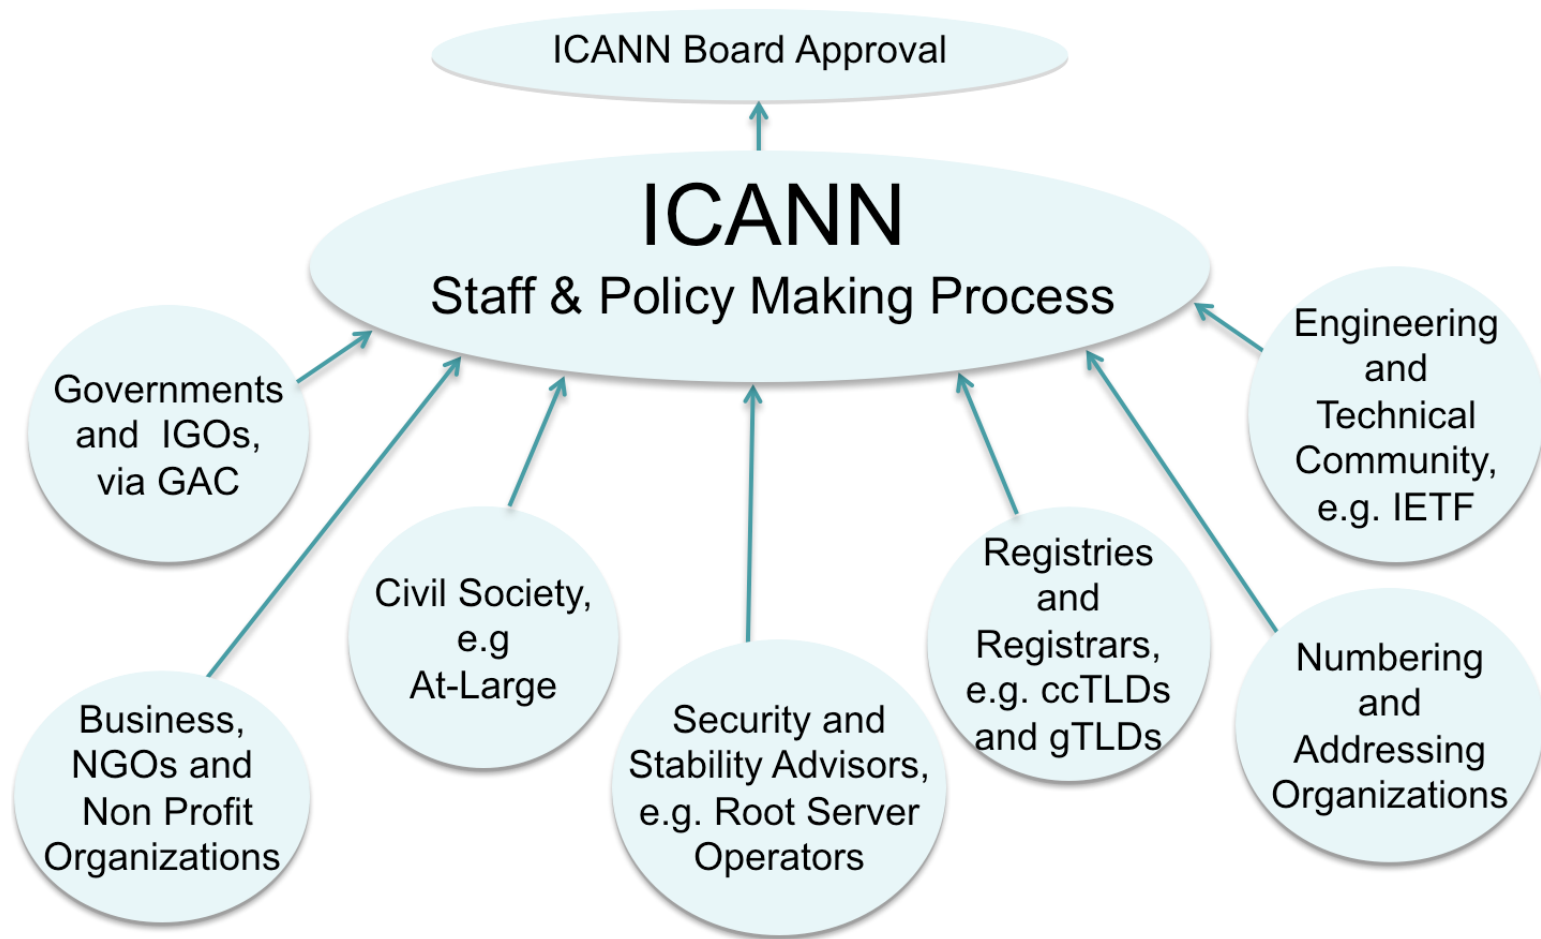 ICANN Board Approval
ICANN
Staff & Policy Making Process
Governments
and IGOs,
via GAC
Business,
NGOs and
Non Profit
Organizations
Civil Society,
e.g
At-Large
Security and
Stability Advisors,
e.g. Root Server
Operators
Registries
and
Registrars,
e.g. ccTLDs
and gTLDs
Engineering
and
Technical
Community,
e.g. IETF
Numbering
and
Addressing
Organizations